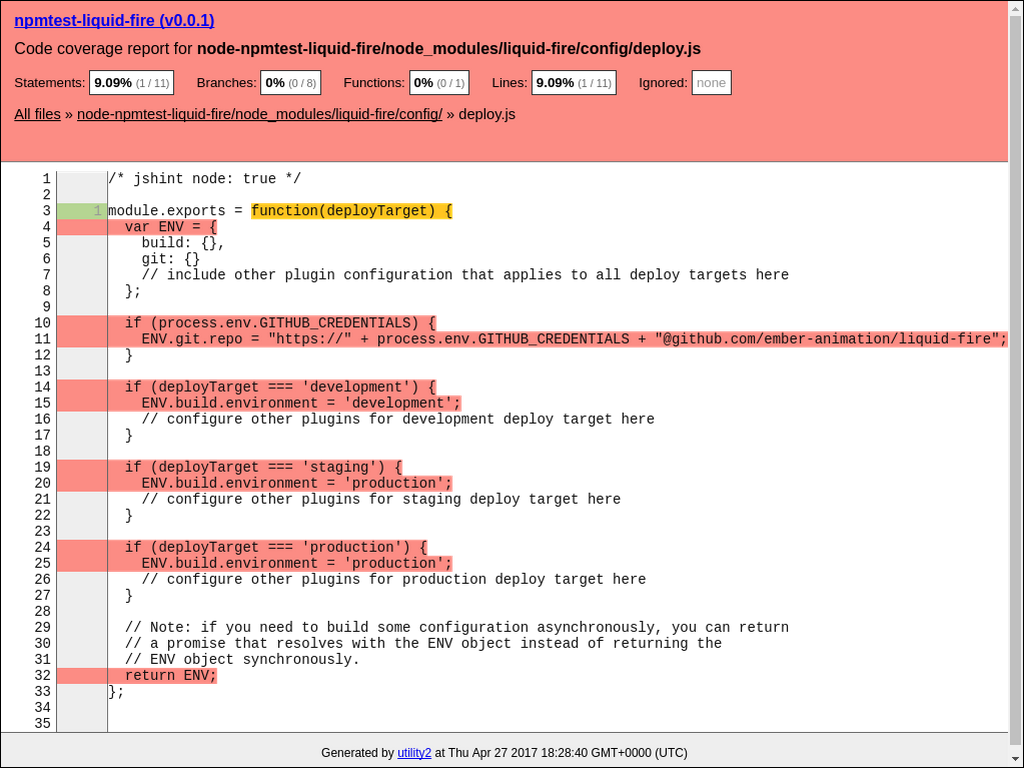 npmtest-liquid-fire (v0.0.1)
Code coverage report for node-npmtest-liquid-fire/node_modules/liquid-fire/config/deploy.js
Statements: 9.09% (1 / 11) Branches: 0% (0 / 8) Functions: 0% (0 / 1) Lines: 9.09% (1 / 11) Ignored: none
All files » node-npmtest-liquid-fire/node_modules/liquid-fire/config/ » deploy.js
1 /* jshint node: true */
2
3 1 module.exports = function(deployTarget) {
4   var ENV = {
5     build: {},
6     git: {}
7     // include other plugin configuration that applies to all deploy targets here
8   };
9
10   if (process.env.GITHUB_CREDENTIALS) {
11     ENV.git.repo = "https://" + process.env.GITHUB_CREDENTIALS + "@github.com/ember-animation/liquid-fire";
12   }
13
14   if (deployTarget === 'development') {
15     ENV.build.environment = 'development';
16     // configure other plugins for development deploy target here
17   }
18
19   if (deployTarget === 'staging') {
20     ENV.build.environment = 'production';
21     // configure other plugins for staging deploy target here
22   }
23
24   if (deployTarget === 'production') {
25     ENV.build.environment = 'production';
26     // configure other plugins for production deploy target here
27   }
28
29   // Note: if you need to build some configuration asynchronously, you can return
30   // a promise that resolves with the ENV object instead of returning the
31   // ENV object synchronously.
32   return ENV;
33 };
34
35
Generated by utility2 at Thu Apr 27 2017 18:28:40 GMT+0000 (UTC)